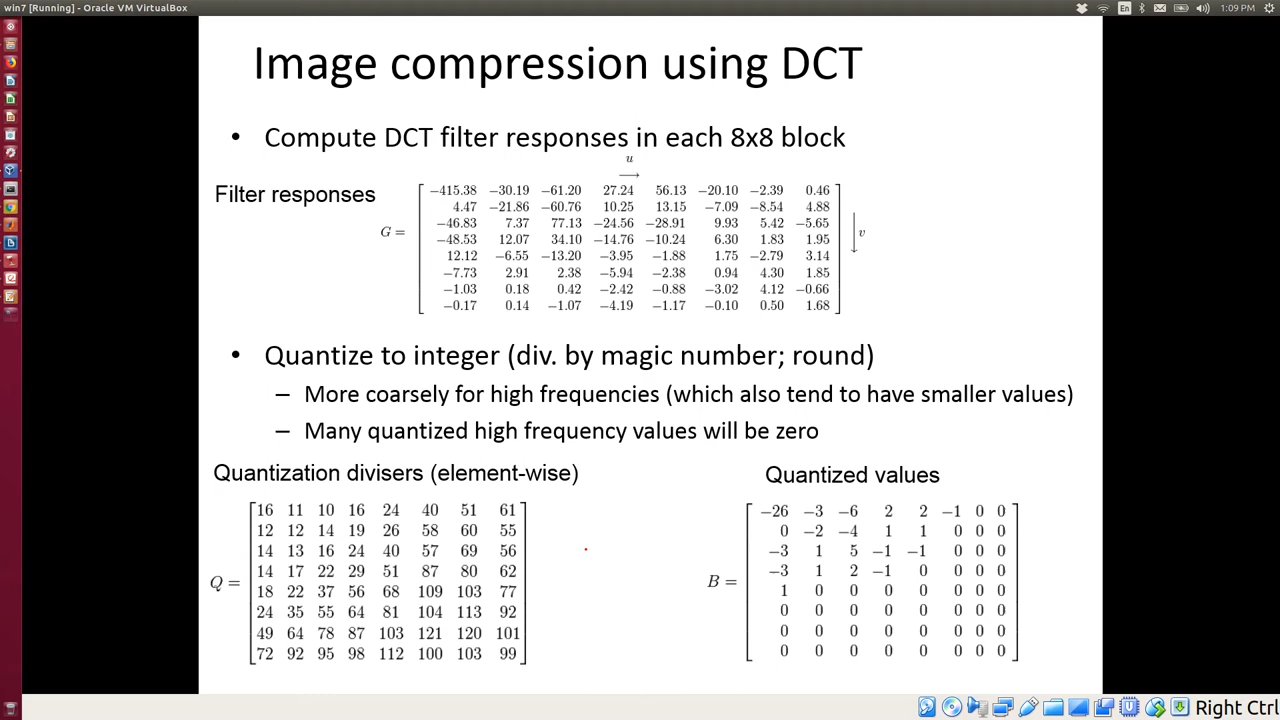 win7 [Running] - Oracle VM VirtualBox
En
1:09 PM
Image compression using DCT
• Compute DCT filter responses in each 8x8 block
u
→
Filter responses
G =
−415.38 −30.19 −61.20 27.24 56.13 −20.10 −2.39 0.46
4.47 −21.86 −60.76 10.25 13.15 −7.09 −8.54 4.88
−46.83 7.37 77.13 −24.56 −28.91 9.93 5.42 −5.65
−48.53 12.07 34.10 −14.76 −10.24 6.30 1.83 1.95
12.12 −6.55 −13.20 −3.95 −1.88 1.75 −2.79 3.14
−7.73 2.91 2.38 −5.94 −2.38 0.94 4.30 1.85
−1.03 0.18 0.42 −2.42 −0.88 −3.02 4.12 −0.66
−0.17 0.14 −1.07 −4.19 −1.17 −0.10 0.50 1.68
↓ v
• Quantize to integer (div. by magic number; round)
– More coarsely for high frequencies (which also tend to have smaller values)
– Many quantized high frequency values will be zero
Quantization divisers (element-wise)
Q =
16 11 10 16 24 40 51 61
12 12 14 19 26 58 60 55
14 13 16 24 40 57 69 56
14 17 22 29 51 87 80 62
18 22 37 56 68 109 103 77
24 35 55 64 81 104 113 92
49 64 78 87 103 121 120 101
72 92 95 98 112 100 103 99
Quantized values
B =
−26 −3 −6 2 2 −1 0 0
0 −2 −4 1 1 0 0 0
−3 1 5 −1 −1 0 0 0
−3 1 2 −1 0 0 0 0
1 0 0 0 0 0 0 0
0 0 0 0 0 0 0 0
0 0 0 0 0 0 0 0
0 0 0 0 0 0 0 0
Right Ctrl